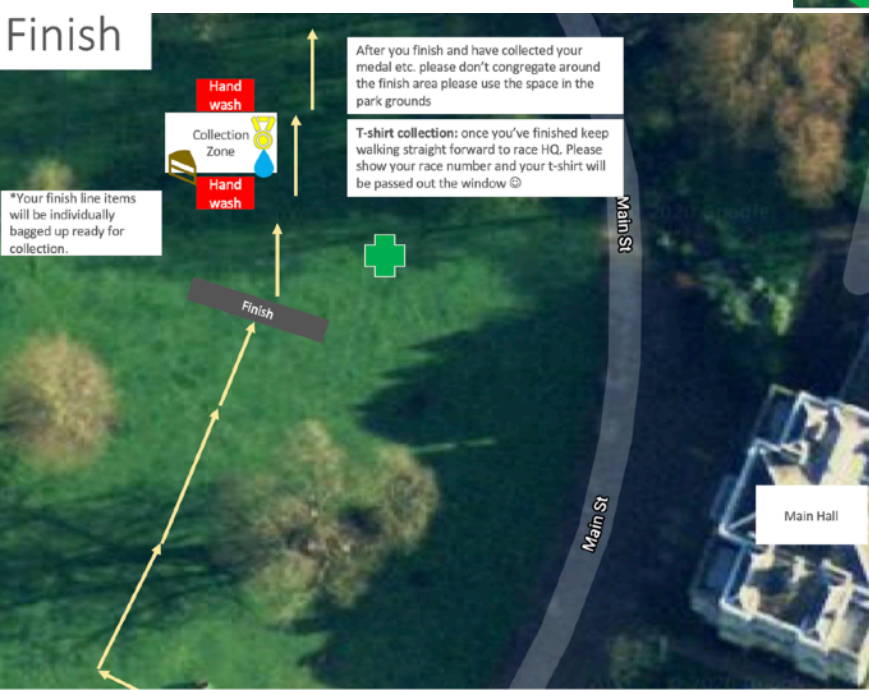 Finish
After you finish and have collected your
medal etc. please don't congregate around
the finish area please use the space in the
park grounds
Hand
wash
Collection
Zone
T-shirt collection: once you've finished keep
walking straight forward to race HQ. Please
show your race number and your t-shirt will
be passed out the window ☺
Hand
wash
*Your finish line items
will be individually
bagged up ready for
collection.
Main St
2020 Google
Finish
Main St
Main Hall